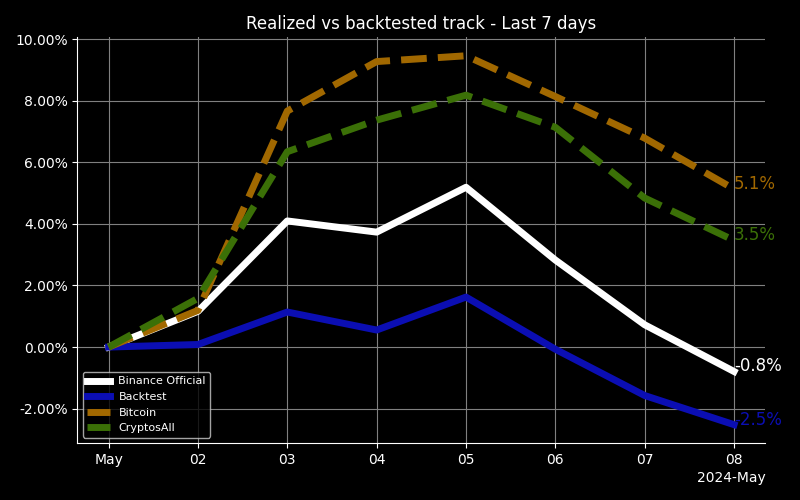 Realized vs backtested track - Last 7 days
10.00%
8.00%
6.00%
4.00%
2.00%
0.00%
-2.00%
5.1%
3.5%
-0.8%
-2.5%
Binance Official
Backtest
Bitcoin
CryptosAll
May 02 03 04 05 06 07 08
2024-May